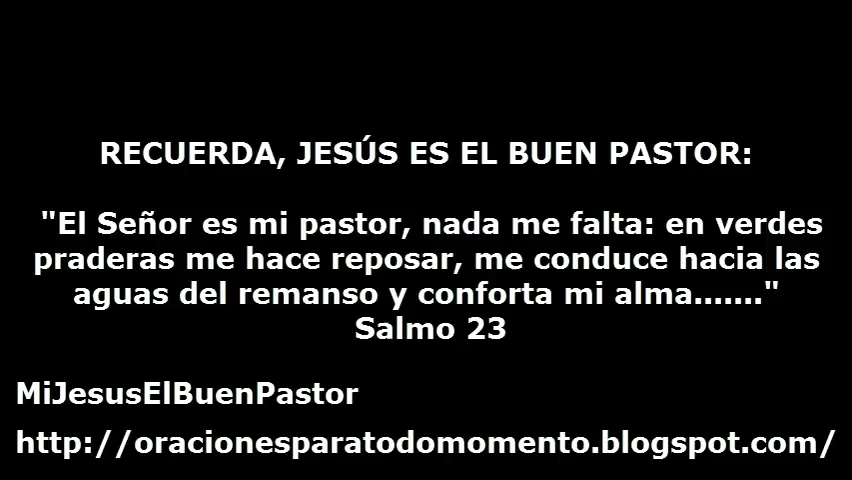 RECUERDA, JESÚS ES EL BUEN PASTOR:
"El Señor es mi pastor, nada me falta: en verdes
praderas me hace reposar, me conduce hacia las
aguas del remanso y conforta mi alma......."
Salmo 23
MiJesusElBuenPastor
http://oracionesparatodomomento.blogspot.com/